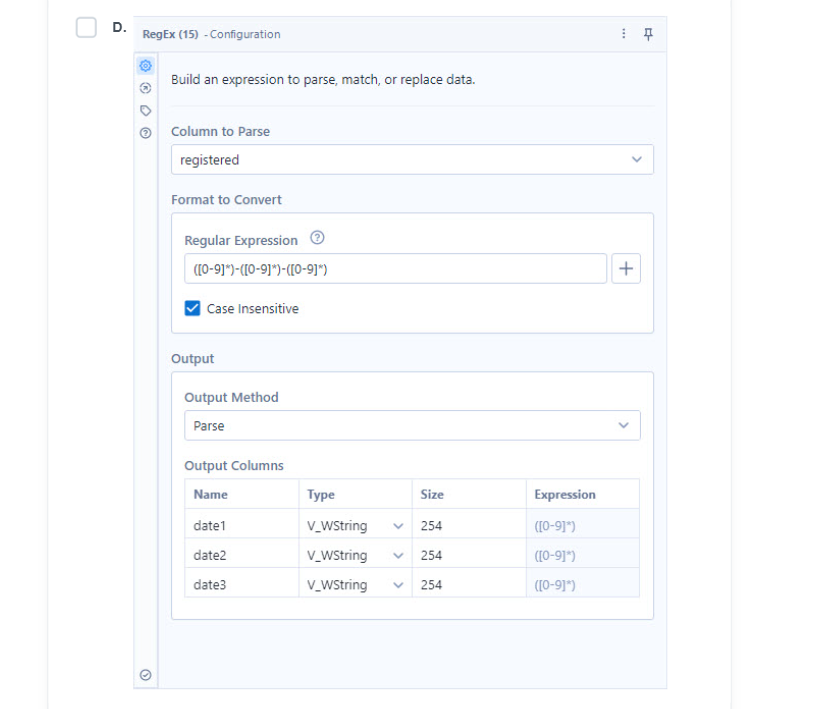 D.
RegEx (15) - Configuration
Build an expression to parse, match, or replace data.
Column to Parse
registered
Format to Convert
Regular Expression
([0-9]*)-([0-9]*)-([0-9]*)
Case Insensitive
Output
Output Method
Parse
Output Columns
Name Type Size Expression
date1 V_WString 254 ([0-9]*)
date2 V_WString 254 ([0-9]*)
date3 V_WString 254 ([0-9]*)